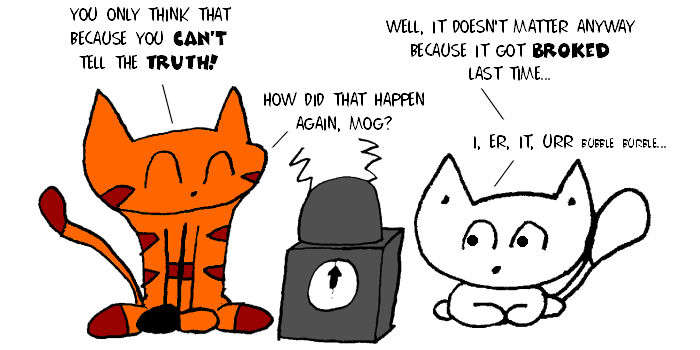 YOU ONLY THINK THAT
BECAUSE YOU CAN'T
TELL THE TRUTH!
WELL, IT DOESN'T MATTER ANYWAY
BECAUSE IT GOT BROKED
LAST TIME...
HOW DID THAT HAPPEN
AGAIN, MOG?
I, ER, IT, URR BUBBLE BURBLE...